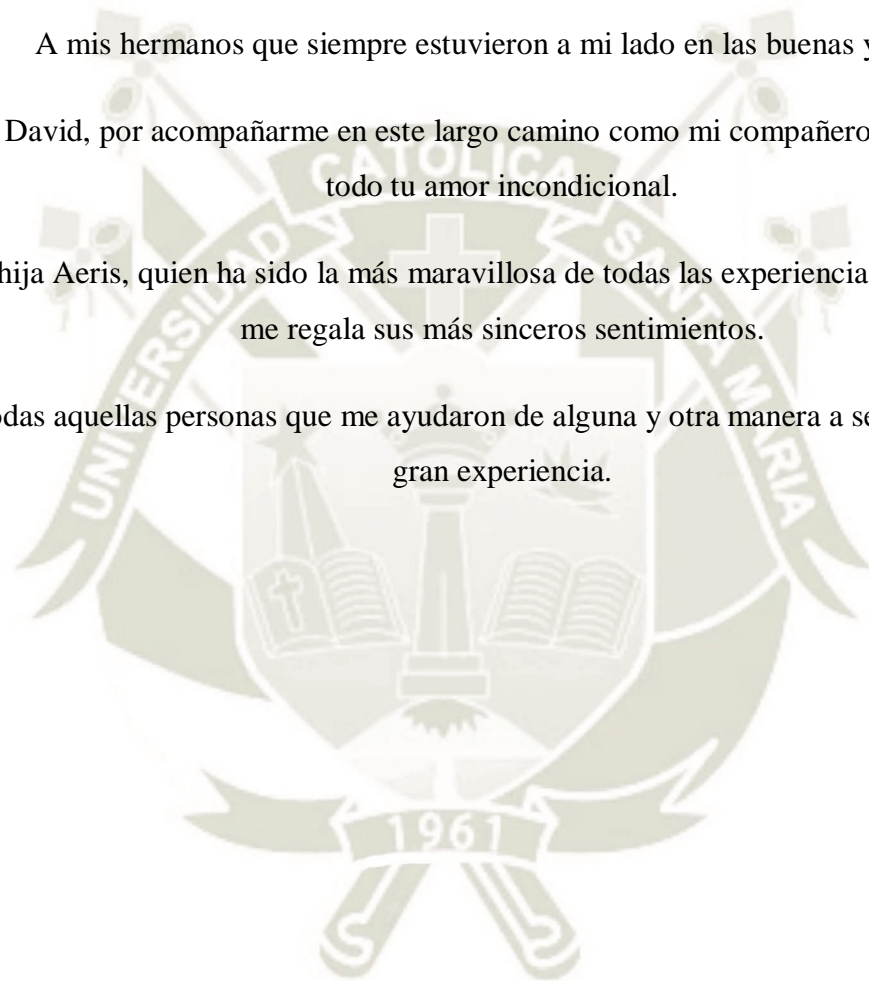 A mis hermanos que siempre estuvieron a mi lado en las buenas y
David, por acompañarme en este largo camino como mi compañero
todo tu amor incondicional.
hija Aeris, quien ha sido la más maravillosa de todas las experiencia
me regala sus más sinceros sentimientos.
odas aquellas personas que me ayudaron de alguna y otra manera a se
gran experiencia.
UNIVERSIDAD CATOLICA SANTA MARIA
1961